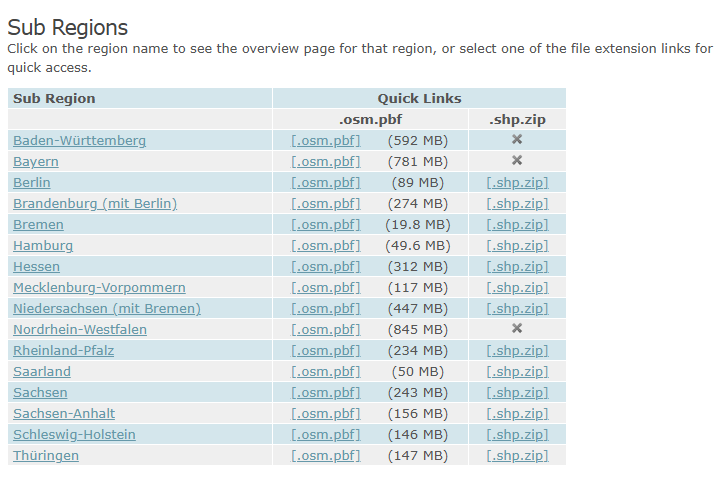 Sub Regions
Click on the region name to see the overview page for that region, or select one of the file extension links for
quick access.
Sub Region Quick Links
.osm.pbf .shp.zip
Baden-Württemberg [.osm.pbf] (592 MB) ✖
Bayern [.osm.pbf] (781 MB) ✖
Berlin [.osm.pbf] (89 MB) [.shp.zip]
Brandenburg (mit Berlin) [.osm.pbf] (274 MB) [.shp.zip]
Bremen [.osm.pbf] (19.8 MB) [.shp.zip]
Hamburg [.osm.pbf] (49.6 MB) [.shp.zip]
Hessen [.osm.pbf] (312 MB) [.shp.zip]
Mecklenburg-Vorpommern [.osm.pbf] (117 MB) [.shp.zip]
Niedersachsen (mit Bremen) [.osm.pbf] (447 MB) [.shp.zip]
Nordrhein-Westfalen [.osm.pbf] (845 MB) ✖
Rheinland-Pfalz [.osm.pbf] (234 MB) [.shp.zip]
Saarland [.osm.pbf] (50 MB) [.shp.zip]
Sachsen [.osm.pbf] (243 MB) [.shp.zip]
Sachsen-Anhalt [.osm.pbf] (156 MB) [.shp.zip]
Schleswig-Holstein [.osm.pbf] (146 MB) [.shp.zip]
Thüringen [.osm.pbf] (147 MB) [.shp.zip]